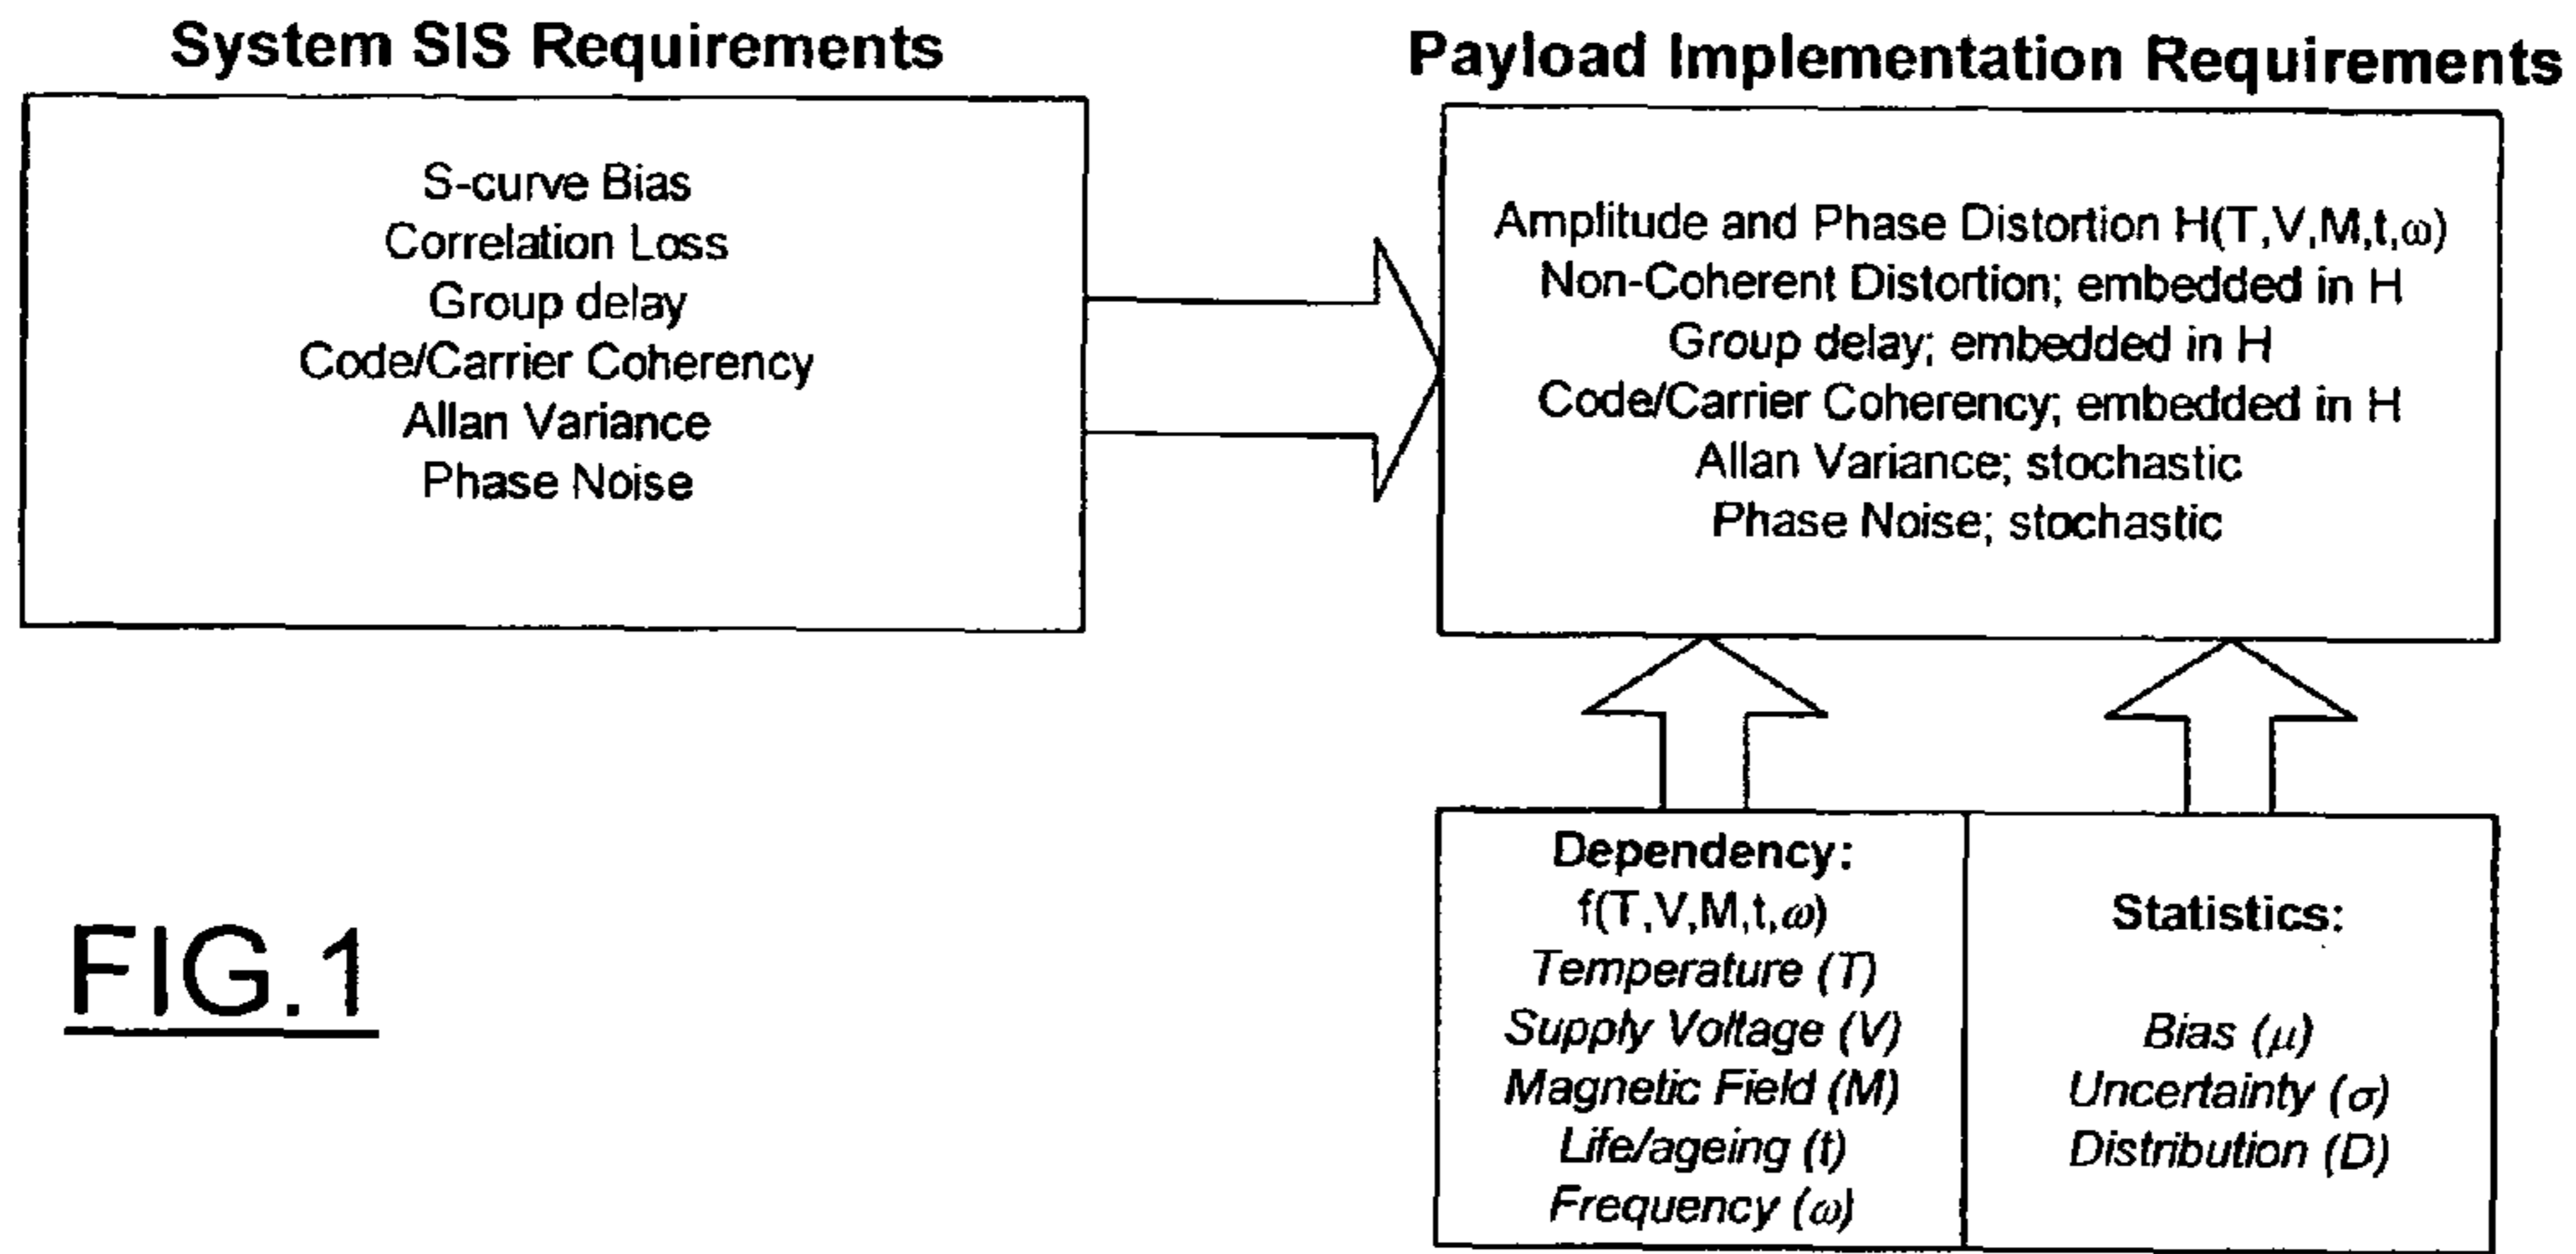 System SIS Requirements
S-curve Bias
Correlation Loss
Group delay
Code/Carrier Coherency
Allan Variance
Phase Noise
Payload Implementation Requirements
Amplitude and Phase Distortion H(T,V,M,t,ω)
Non-Coherent Distortion; embedded in H
Group delay; embedded in H
Code/Carrier Coherency; embedded in H
Allan Variance; stochastic
Phase Noise; stochastic
Dependency:
f(T,V,M,t,ω)
Temperature (T)
Supply Voltage (V)
Magnetic Field (M)
Life/ageing (t)
Frequency (ω)
Statistics:
Bias (μ)
Uncertainty (σ)
Distribution (D)
FIG.1